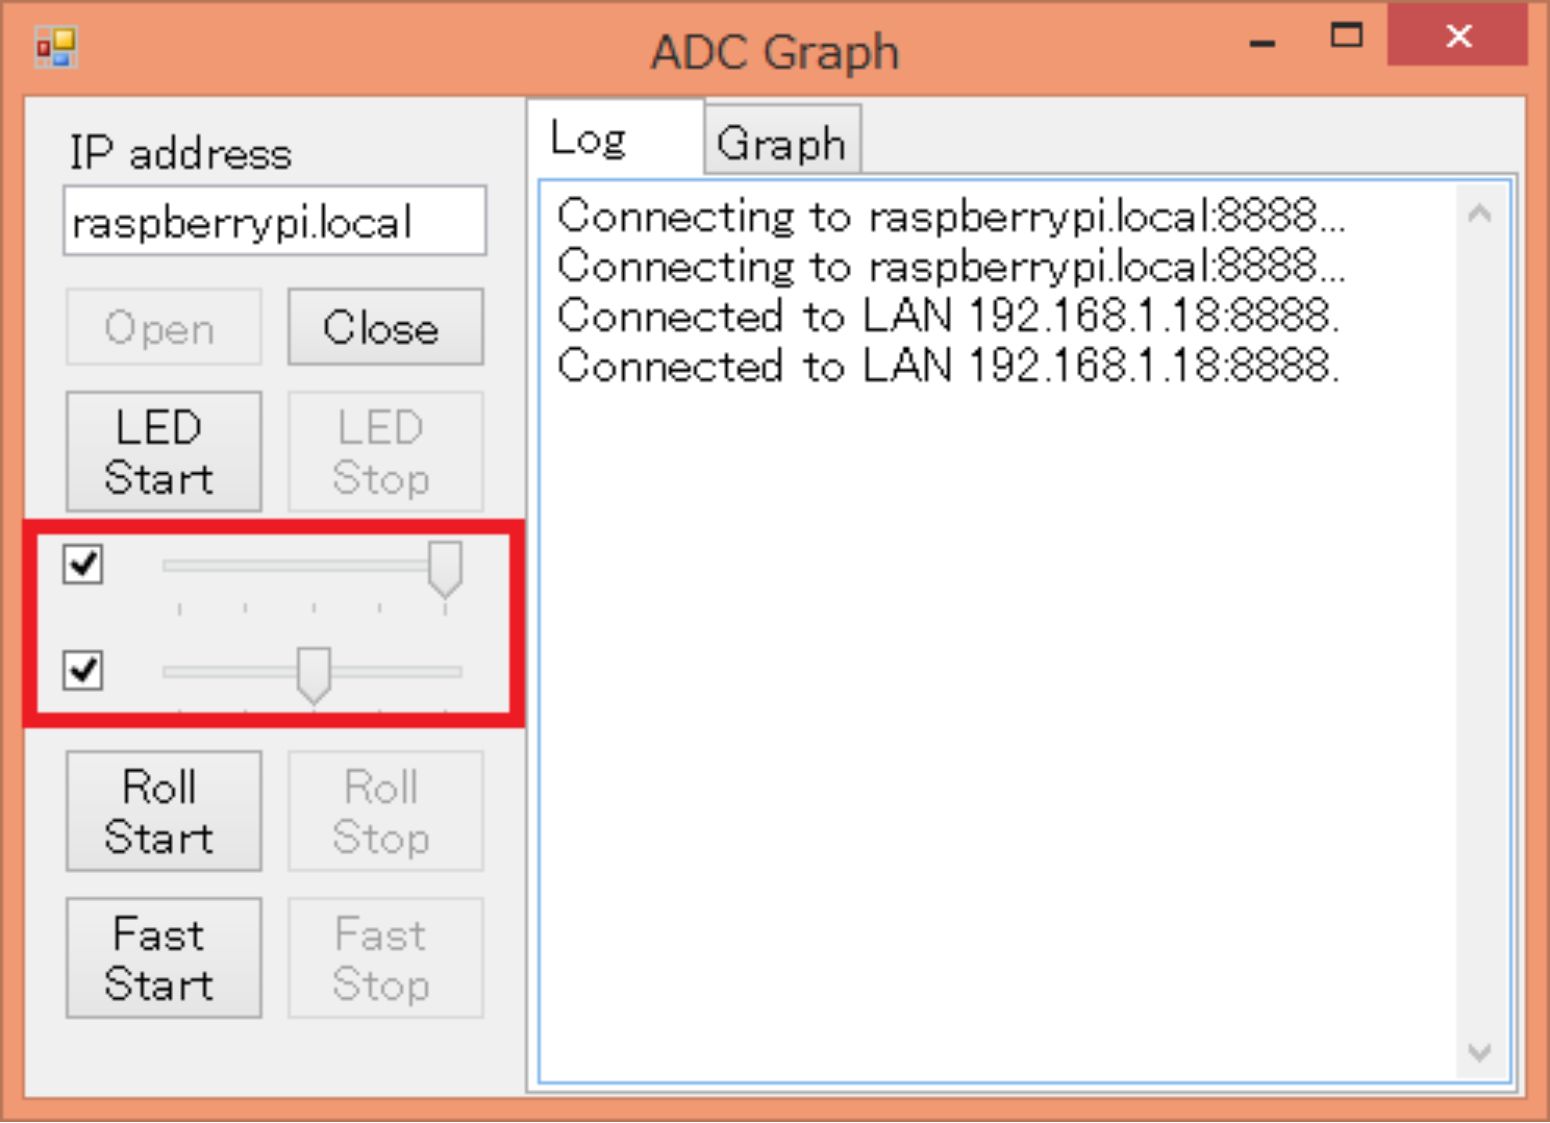 ADC Graph
IP address
raspberrypi.local
Open
Close
LED
Start
LED
Stop
Roll
Start
Roll
Stop
Fast
Start
Fast
Stop
Log
Graph
Connecting to raspberrypi.local:8888...
Connecting to raspberrypi.local:8888...
Connected to LAN 192.168.1.18:8888.
Connected to LAN 192.168.1.18:8888.